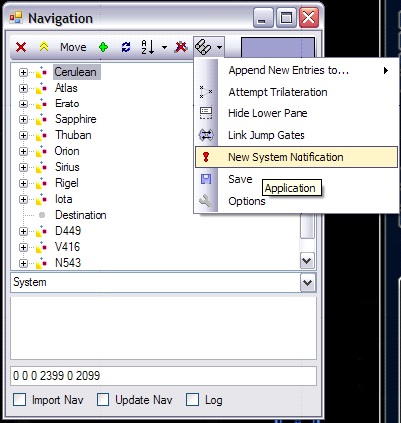 Navigation
Move
Cerulean
Atlas
Erato
Sapphire
Thuban
Orion
Sirius
Rigel
Iota
Destination
D449
V416
N543
Append New Entries to...
Attempt Trilateration
Hide Lower Pane
Link Jump Gates
New System Notification
Save
Application
Options
System
0 0 0 2399 0 2099
Import Nav Update Nav Log